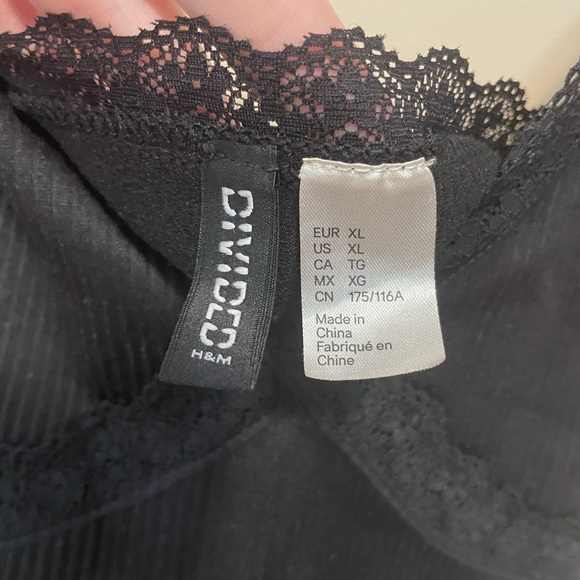 DIVIDED
H&M
EUR XL
US XL
CA TG
MX XG
CN 175/116A
Made in
China
Fabriqué en
Chine